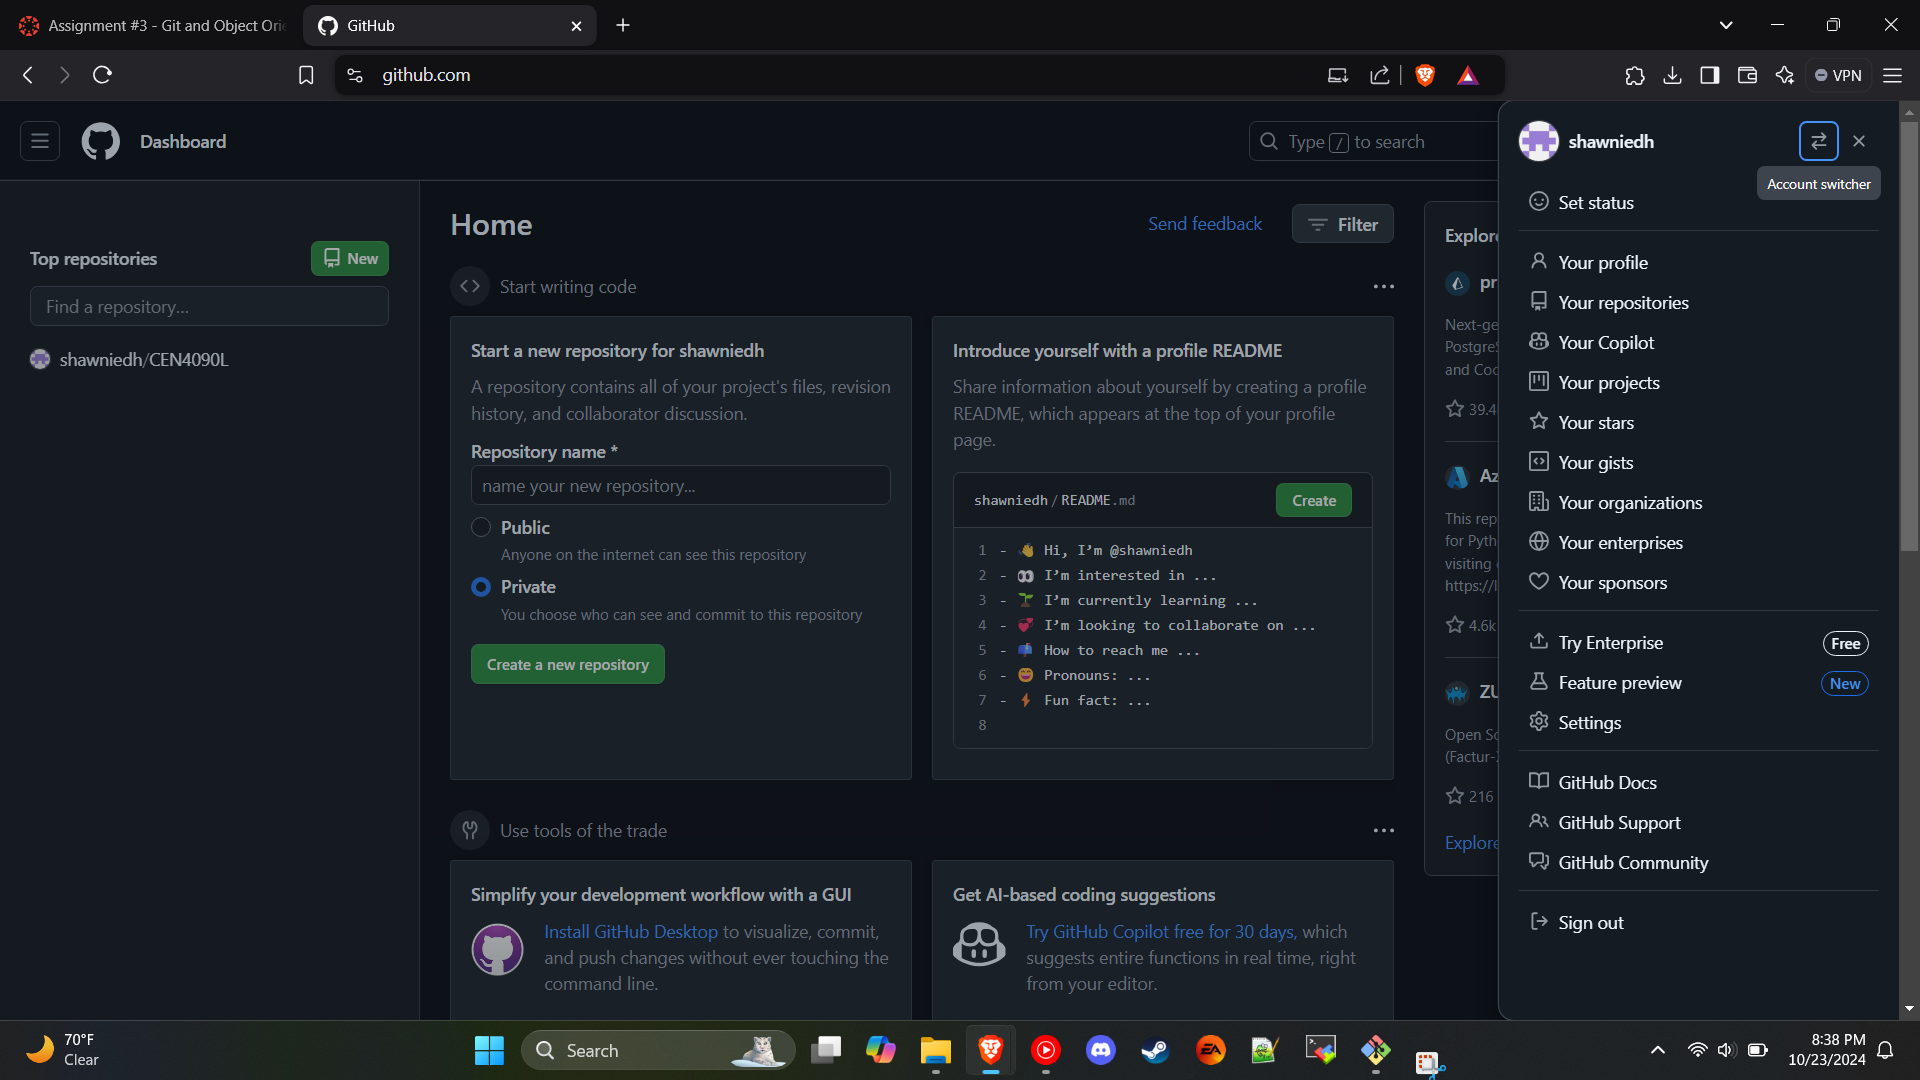 Assignment #3 - Git and Object Ori
GitHub
github.com
VPN
Dashboard
Type / to search
shawniedh
Account switcher
Set status
Your profile
Your repositories
Your Copilot
Your projects
Your stars
Your gists
Your organizations
Your enterprises
Your sponsors
Try Enterprise
Free
Feature preview
New
Settings
GitHub Docs
GitHub Support
GitHub Community
Sign out
Top repositories
New
Find a repository...
shawniedh/CEN4090L
Home
Send feedback
Filter
Start writing code
Start a new repository for shawniedh
A repository contains all of your project's files, revision
history, and collaborator discussion.
Repository name *
name your new repository...
Public
Anyone on the internet can see this repository
Private
You choose who can see and commit to this repository
Create a new repository
Introduce yourself with a profile README
Share information about yourself by creating a profile
README, which appears at the top of your profile
page.
shawniedh / README.md
Create
1 - 👋 Hi, I’m @shawniedh
2 - 👀 I’m interested in ...
3 - 🌱 I’m currently learning ...
4 - 💞️ I’m looking to collaborate on ...
5 - 📫 How to reach me ...
6 - 😄 Pronouns: ...
7 - ⚡ Fun fact: ...
8
Use tools of the trade
Simplify your development workflow with a GUI
Install GitHub Desktop to visualize, commit,
and push changes without ever touching the
command line.
Get AI-based coding suggestions
Try GitHub Copilot free for 30 days, which
suggests entire functions in real time, right
from your editor.
Explore
pr
Next-ge
Postgre
and Coc
39.4
Az
This rep
for Pyth
visiting
https://l
4.6k
ZU
Open Sc
(Factur-
216
Explore
70°F
Clear
Search
EA
8:38 PM
10/23/2024